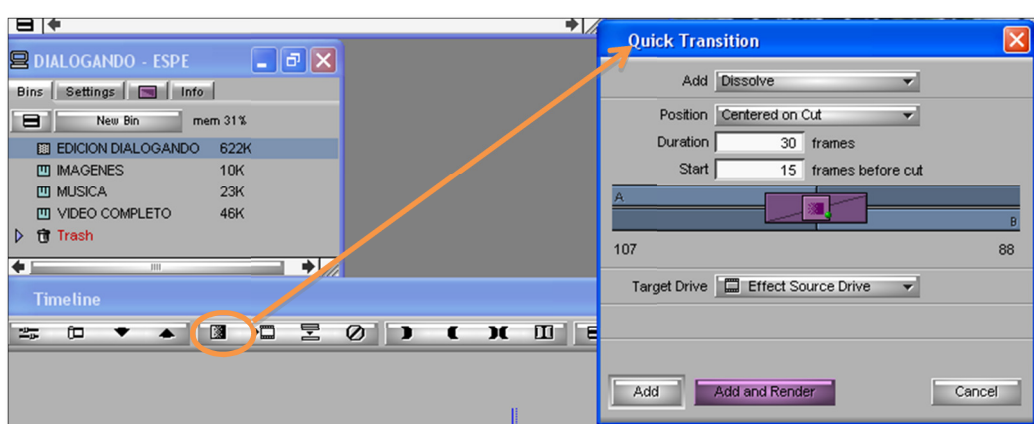 DIALOGANDO - ESPE
Bins Settings Info
New Bin mem 31%
EDICION DIALOGANDO 622K
IMAGENES 10K
MUSICA 23K
VIDEO COMPLETO 46K
Trash
Timeline
Quick Transition
Add Dissolve
Position Centered on Cut
Duration 30 frames
Start 15 frames before cut
A
B
107 88
Target Drive Effect Source Drive
Add Add and Render Cancel